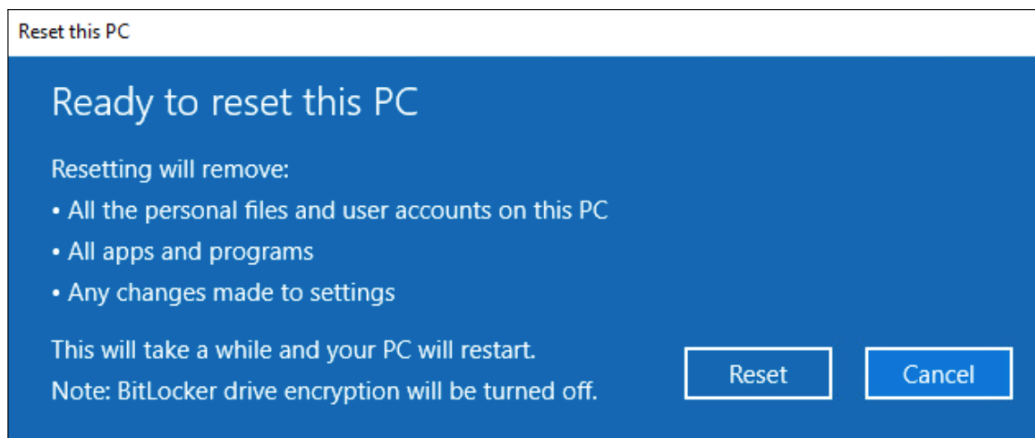 Reset this PC
Ready to reset this PC
Resetting will remove:
• All the personal files and user accounts on this PC
• All apps and programs
• Any changes made to settings
This will take a while and your PC will restart.
Note: BitLocker drive encryption will be turned off.
Reset
Cancel